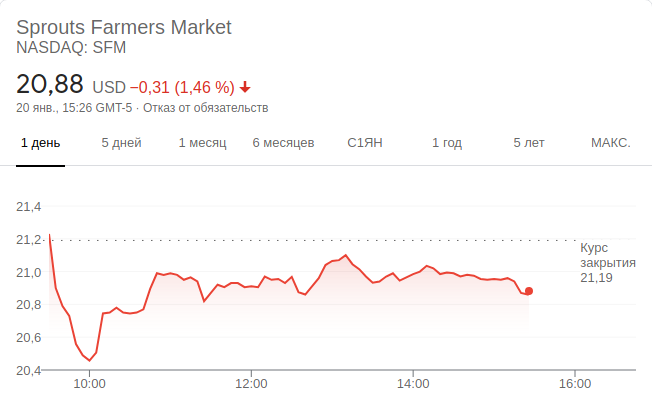 Sprouts Farmers Market
NASDAQ: SFM
20,88 USD −0,31 (1,46 %)
20 янв., 15:26 GMT-5 · Отказ от обязательств
1 день 5 дней 1 месяц 6 месяцев С1ЯН 1 год 5 лет МАКС.
21,4
21,2
Курс
закрытия
21,19
21,0
20,8
20,6
20,4
10:00 12:00 14:00 16:00